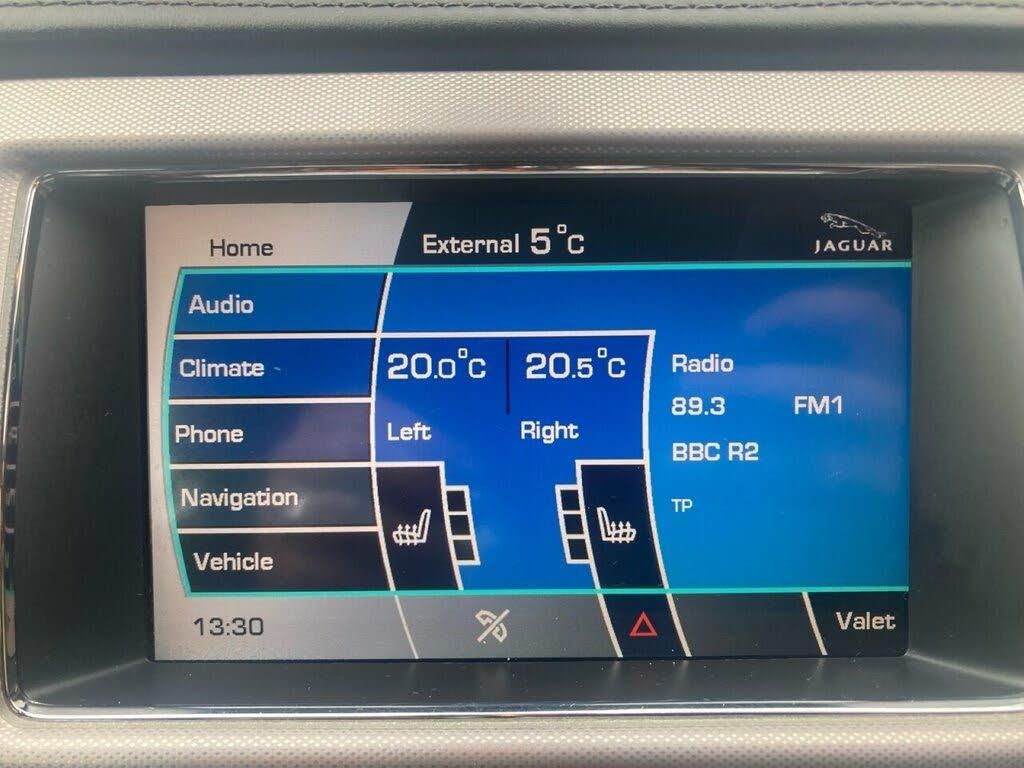 Home
External 5°C
JAGUAR
Audio
Climate
20.0°C
20.5°C
Radio
89.3
FM1
Phone
Left
Right
BBC R2
Navigation
TP
Vehicle
13:30
Valet